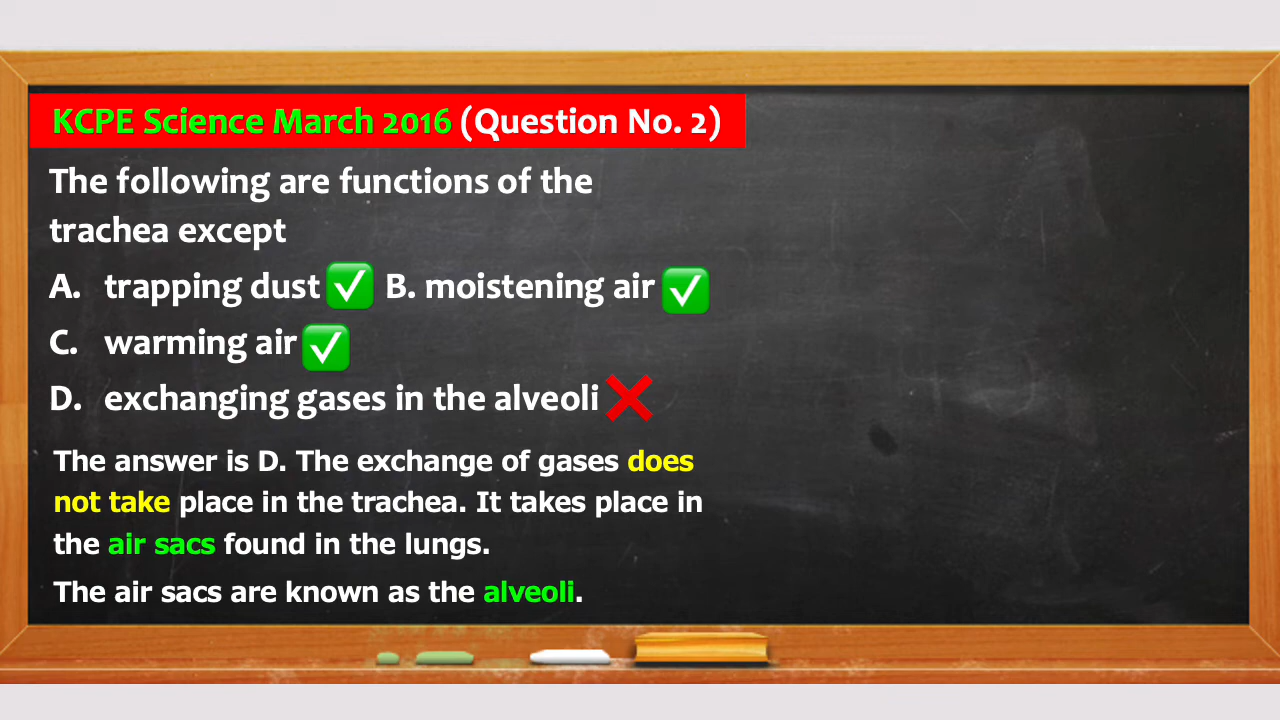 KCPE Science March 2016 (Question No. 2)
The following are functions of the
trachea except
A. trapping dust ✅ B. moistening air ✅
C. warming air ✅
D. exchanging gases in the alveoli ❌
The answer is D. The exchange of gases does
not take place in the trachea. It takes place in
the air sacs found in the lungs.
The air sacs are known as the alveoli.